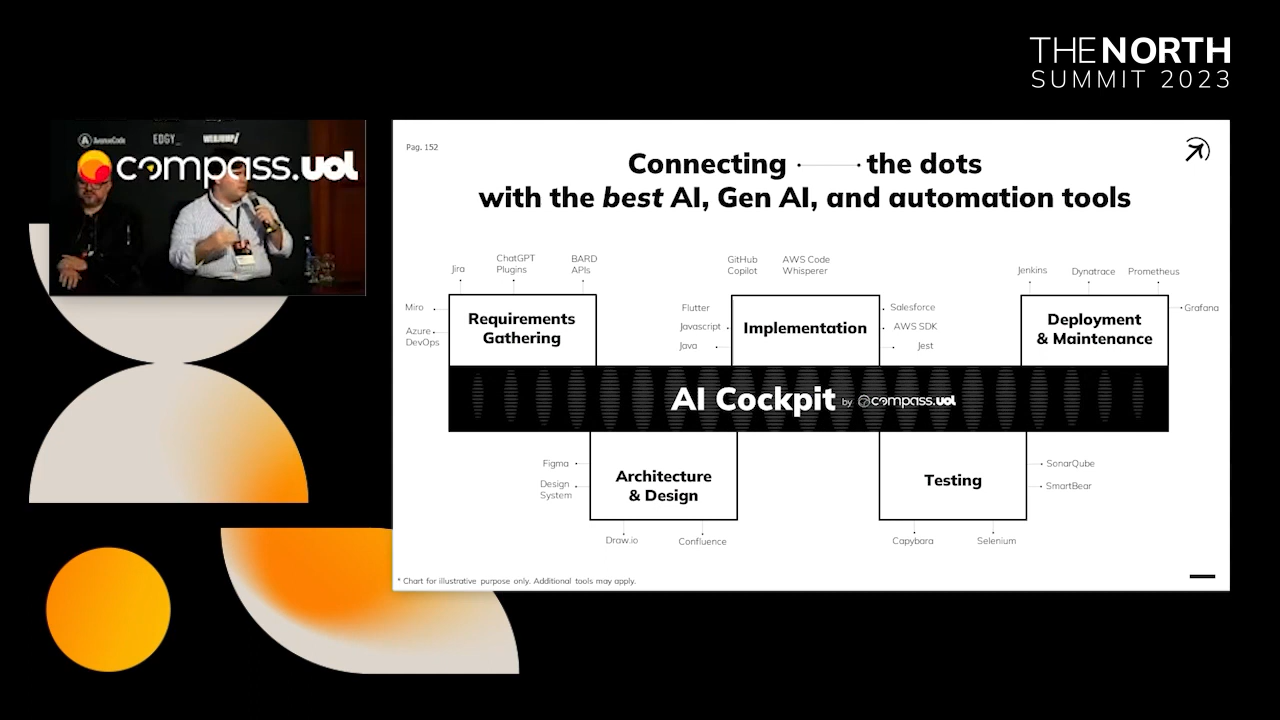 THE NORTH
SUMMIT 2023
AvenueCode
EDGY_
WEBJUMP/
compass.uol
Pag. 152
Connecting the dots
with the best AI, Gen AI, and automation tools
Jira
ChatGPT
Plugins
BARD
APIs
Miro
Azure
DevOps
Requirements
Gathering
GitHub
Copilot
AWS Code
Whisperer
Flutter
Javascript
Java
Implementation
Salesforce
AWS SDK
Jest
Jenkins
Dynatrace
Prometheus
Grafana
Deployment
& Maintenance
AI Cockpit by compass.uol
Figma
Design
System
Architecture
& Design
Draw.io
Confluence
Testing
SonarQube
SmartBear
Capybara
Selenium
* Chart for illustrative purpose only. Additional tools may apply.